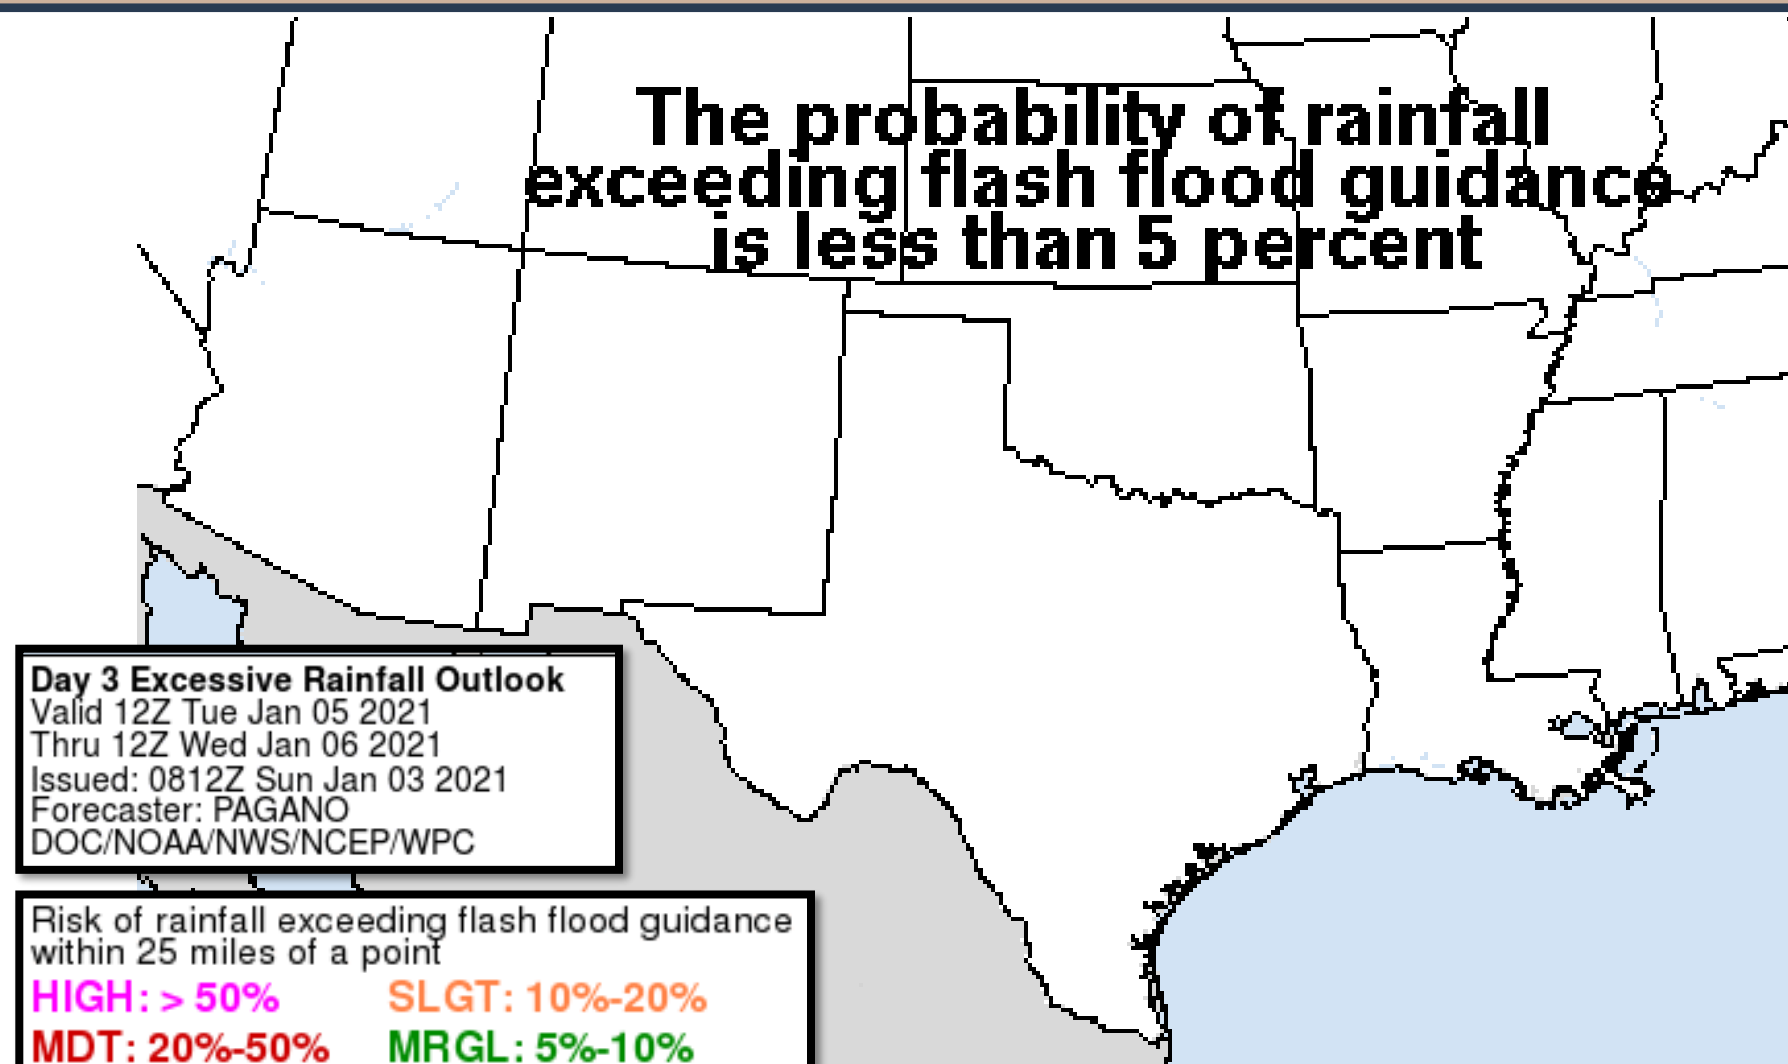 The probability of rainfall
exceeding flash flood guidance
is less than 5 percent
Day 3 Excessive Rainfall Outlook
Valid 12Z Tue Jan 05 2021
Thru 12Z Wed Jan 06 2021
Issued: 0812Z Sun Jan 03 2021
Forecaster: PAGANO
DOC/NOAA/NWS/NCEP/WPC
Risk of rainfall exceeding flash flood guidance
within 25 miles of a point
HIGH: > 50% SLGT: 10%-20%
MDT: 20%-50% MRGL: 5%-10%